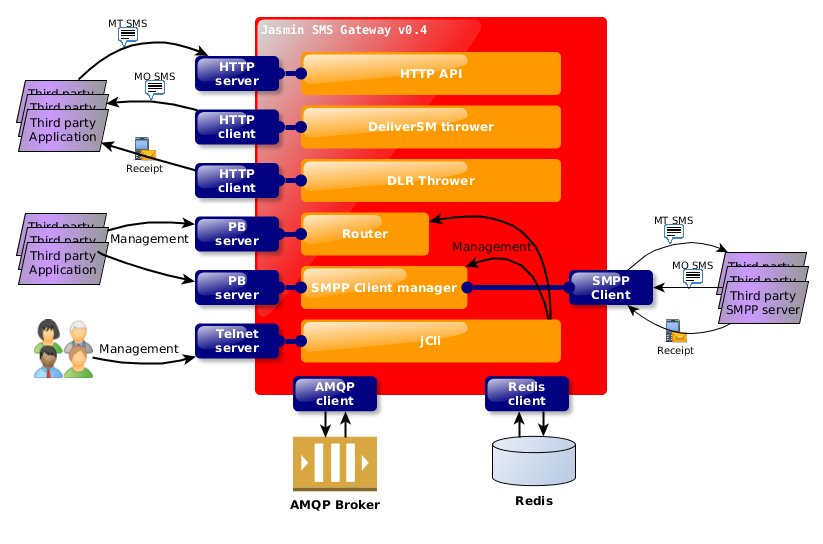 MT SMS
Jasmin SMS Gateway v0.4
HTTP
server
HTTP API
MO SMS
Third party
Third party
Third party
Application
HTTP
client
DeliverSM thrower
Receipt
HTTP
client
DLR Thrower
Third party
Third party
Third party
Application
Management
PB
server
Router
Management
PB
server
SMPP Client manager
SMPP
Client
MT SMS
MO SMS
Third party
Third party
Third party
SMPP server
Receipt
Management
Telnet
server
jCli
AMQP
client
Redis
client
AMQP Broker
Redis